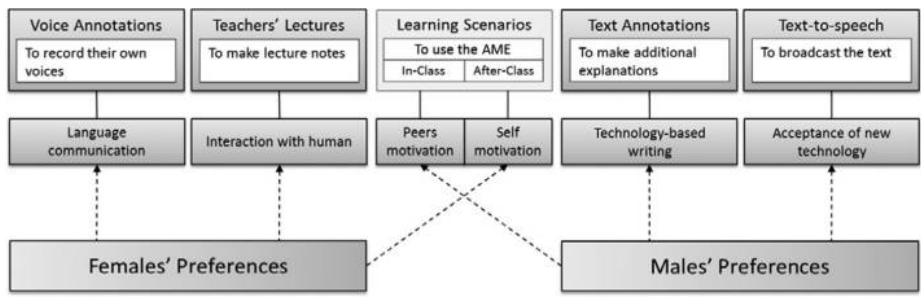 Voice Annotations
To record their own
voices
Language
communication
Teachers' Lectures
To make lecture notes
Interaction with human
Learning Scenarios
To use the AME
In-Class
After-Class
Peers
motivation
Self
motivation
Text Annotations
To make additional
explanations
Technology-based
writing
Text-to-speech
To broadcast the text
Acceptance of new
technology
Females' Preferences
Males' Preferences